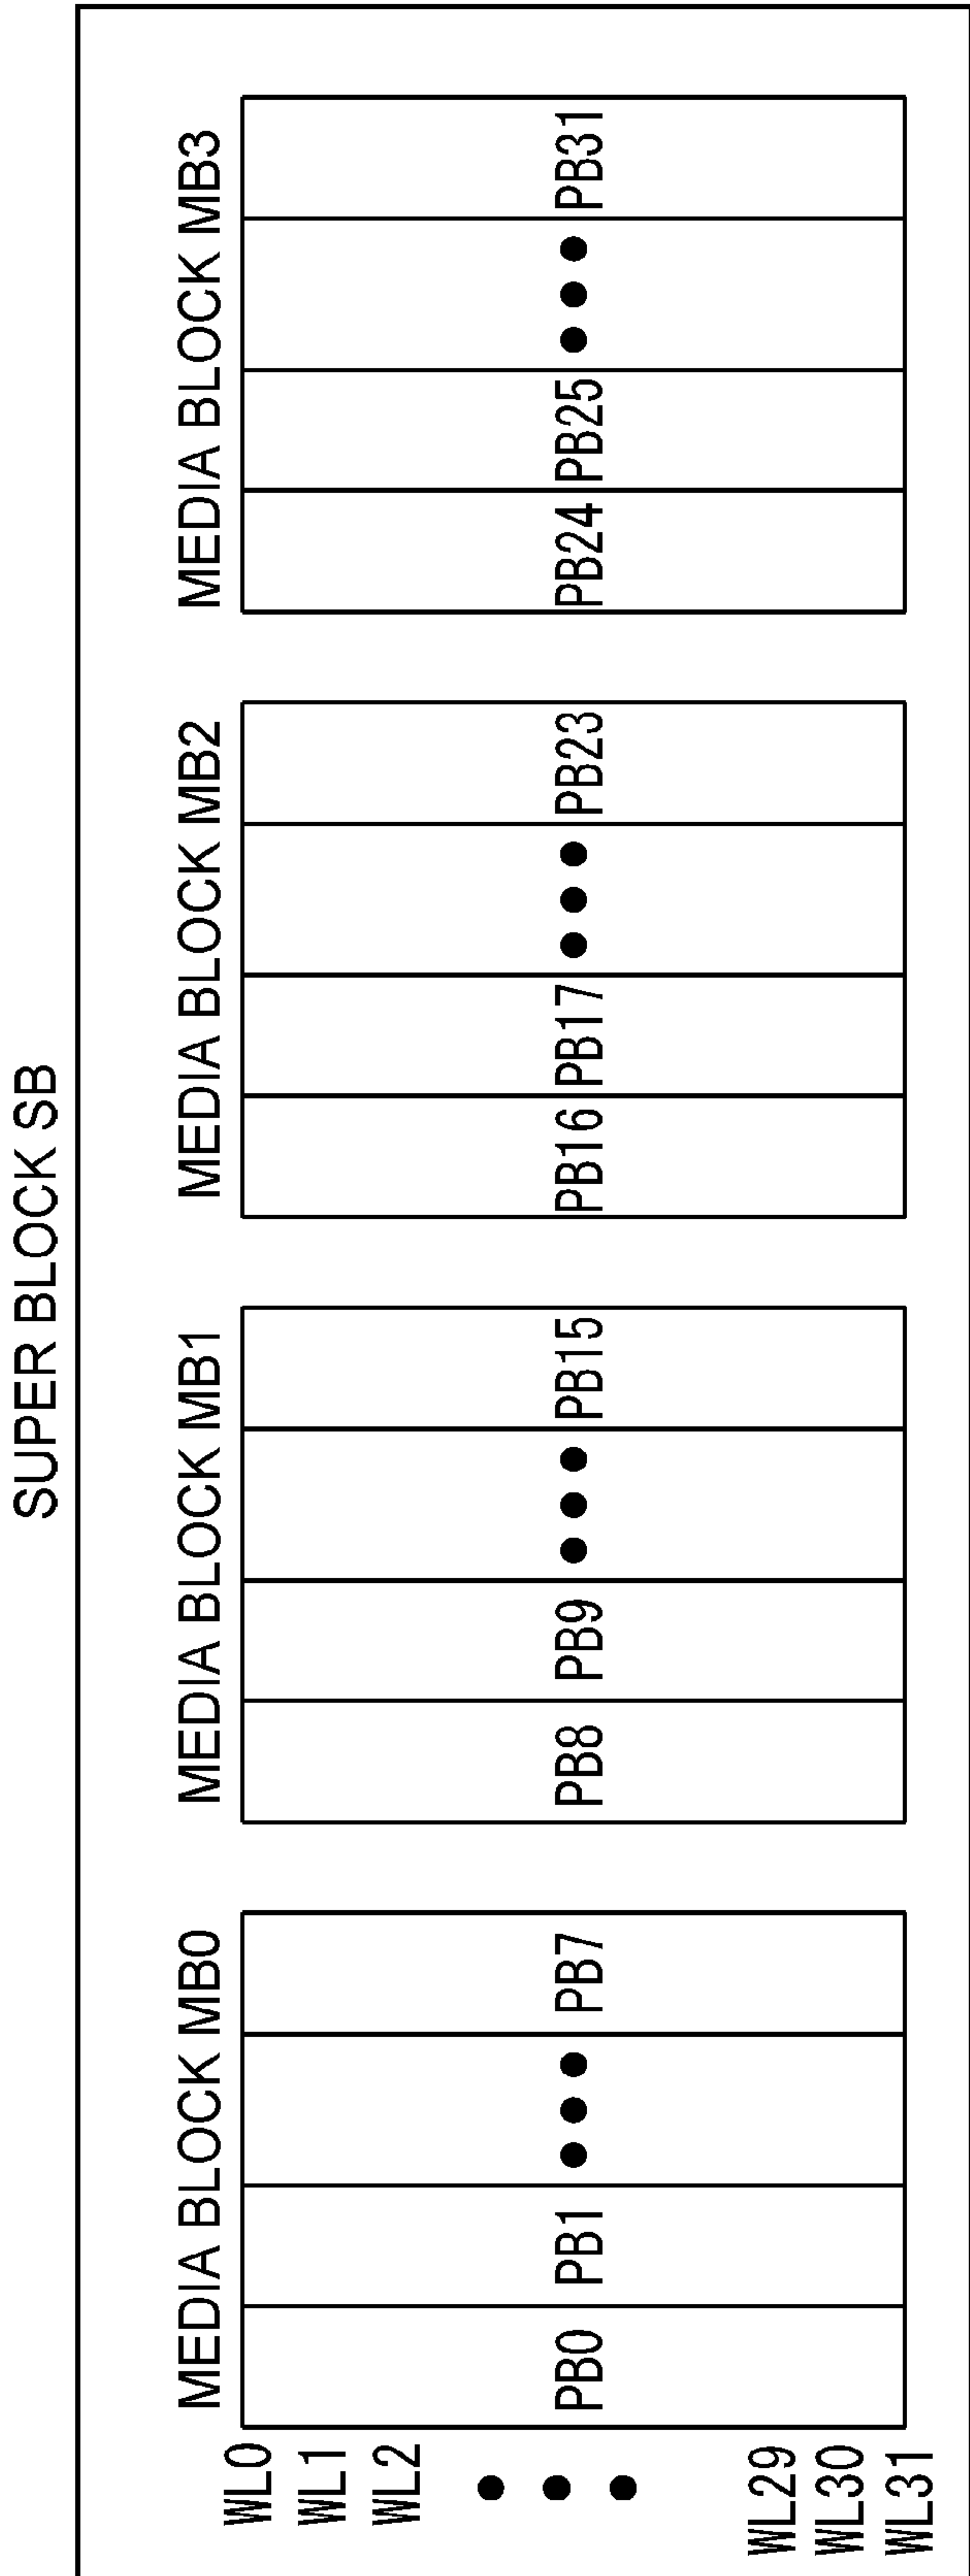 SUPER BLOCK SB
MEDIA BLOCK MB0 MEDIA BLOCK MB1 MEDIA BLOCK MB2 MEDIA BLOCK MB3
WL0
WL1
WL2
PB0 PB1 ● ● ● PB7 PB8 PB9 ● ● ● PB15 PB16 PB17 ● ● ● PB23 PB24 PB25 ● ● ● PB31
WL29
WL30
WL31